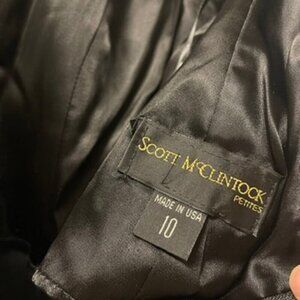 SCOTT McCLINTOCK
PETITES
MADE IN USA
10